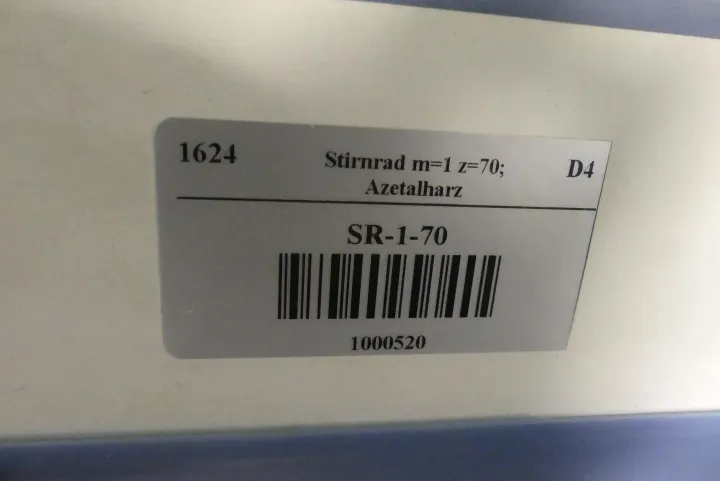 1624
Stirnrad m=1 z=70;
Azetalharz
D4
SR-1-70
1000520